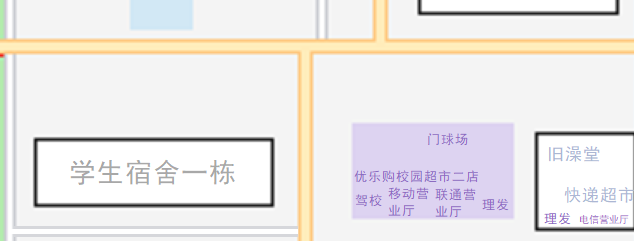 学生宿舍一栋
门球场
优乐购校园超市二店
驾校
移动营
业厅
联通营
业厅
理发
旧澡堂
快递超市
理发
电信营业厅